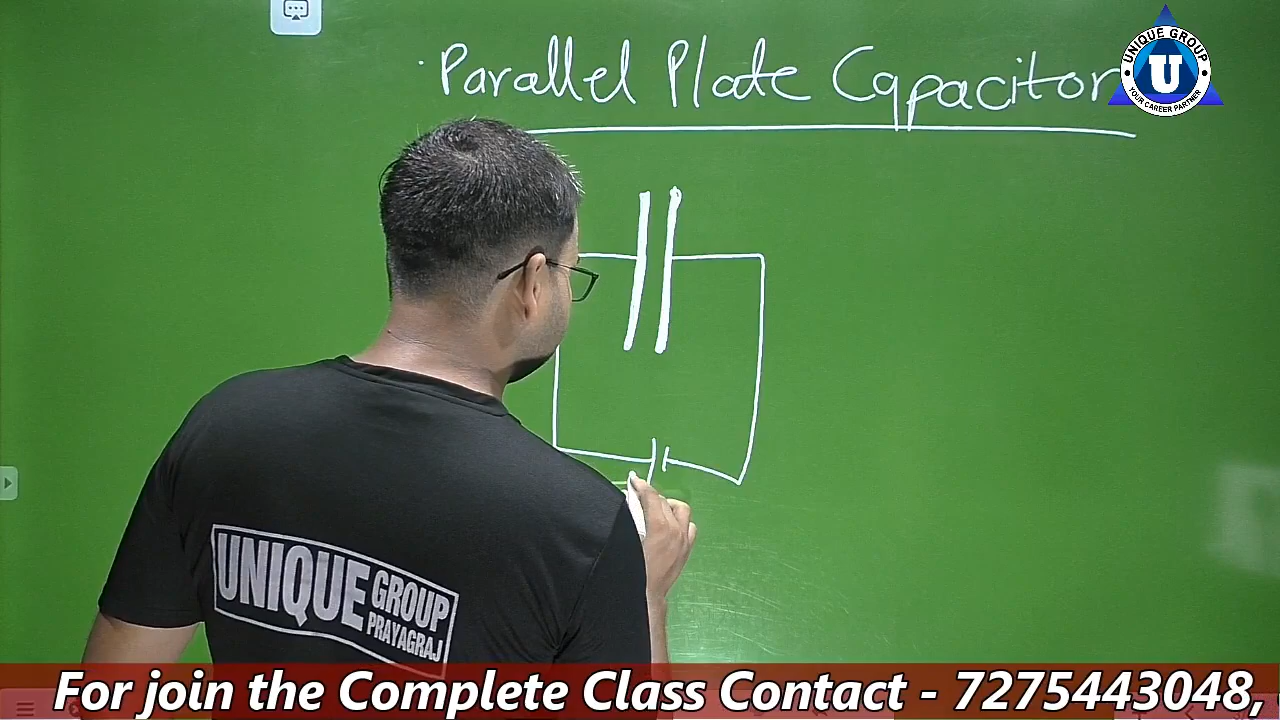 Parallel Plate Capacitor
UNIQUE GROUP
U
YOUR CAREER PARTNER
UNIQUE GROUP
PRAYAGRAJ
For join the Complete Class Contact - 7275443048,